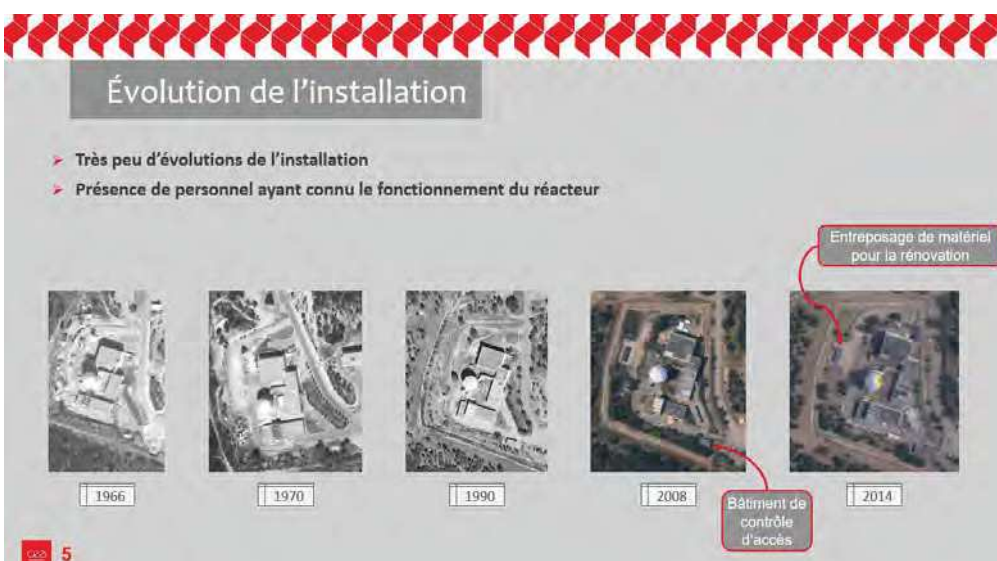 Évolution de l'installation
Très peu d'évolutions de l'installation
Présence de personnel ayant connu le fonctionnement du réacteur
Entreposage de matériel
pour la rénovation
1966
1970
1990
2008
2014
Bâtiment de
contrôle
d'accès
cea
5